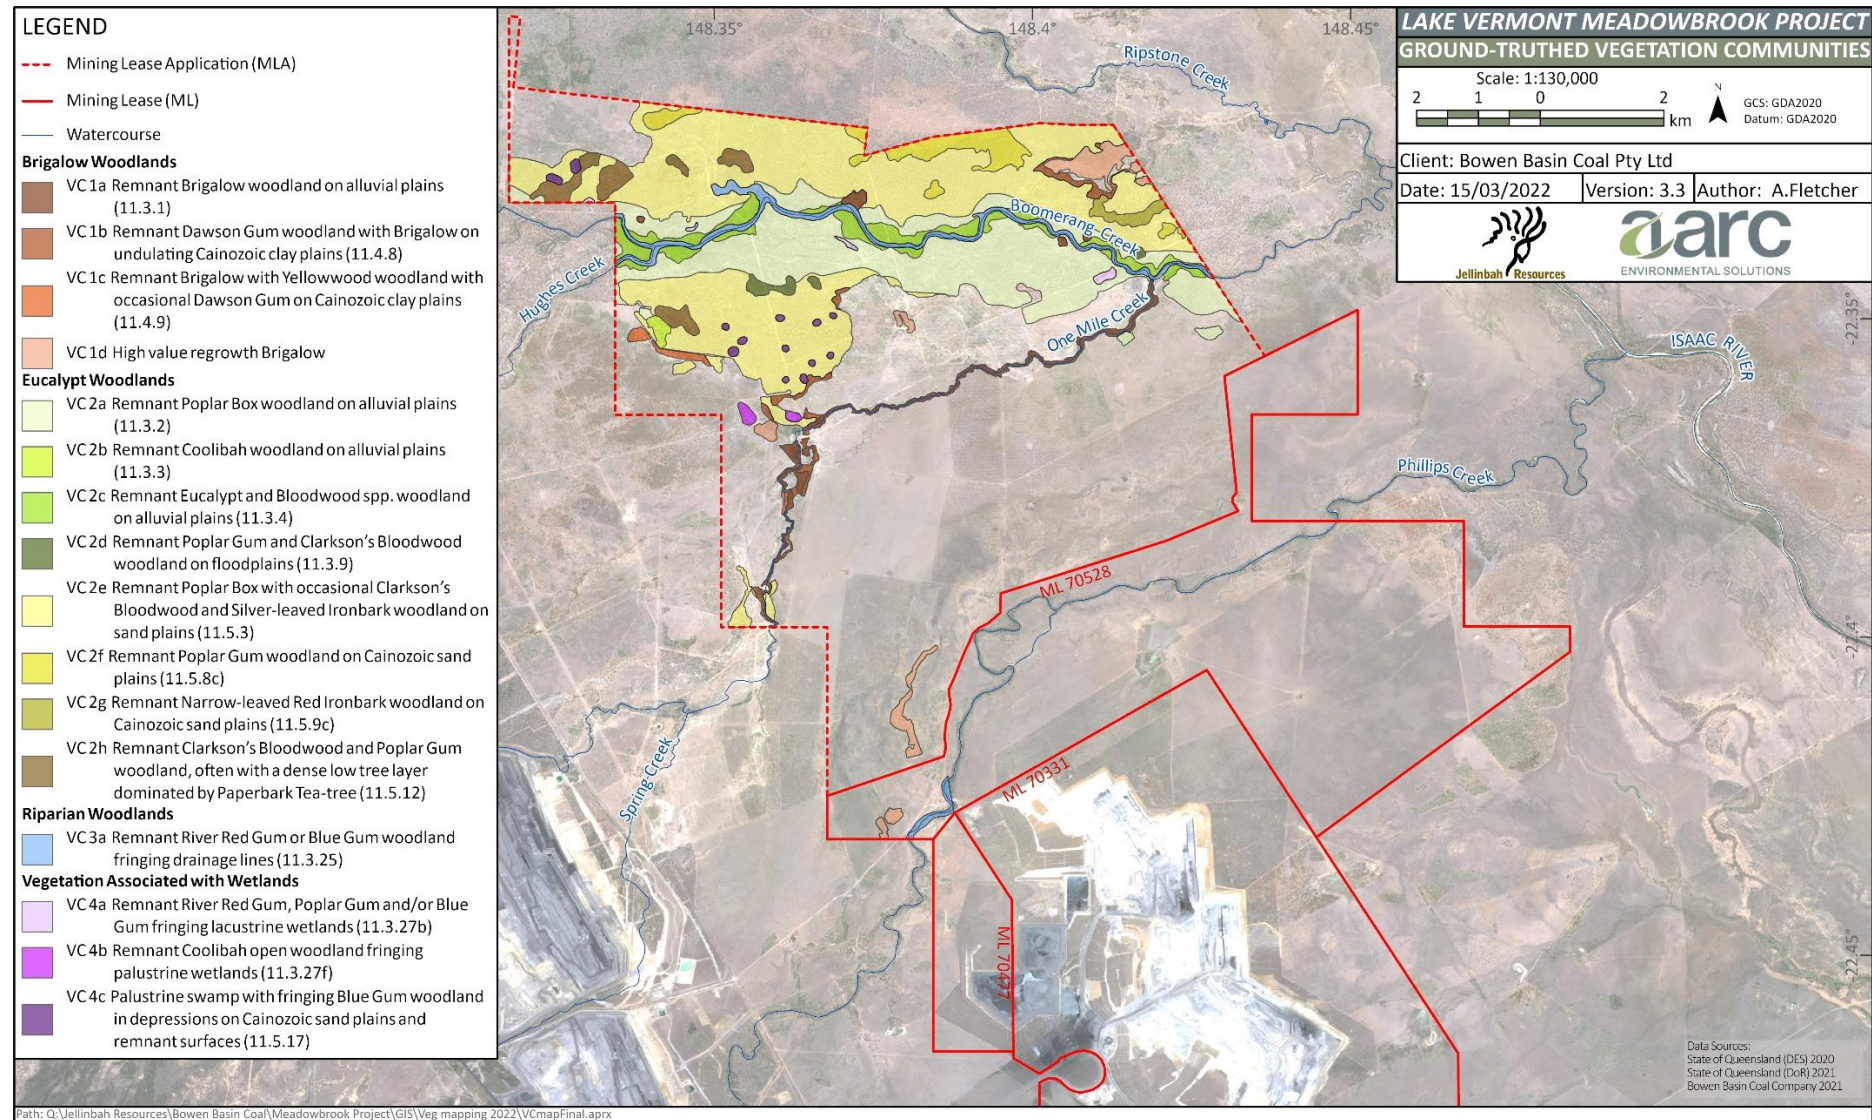 LEGEND
Mining Lease Application (MLA)
Mining Lease (ML)
Watercourse
Brigalow Woodlands
VC 1a Remnant Brigalow woodland on alluvial plains
(11.3.1)
VC 1b Remnant Dawson Gum woodland with Brigalow on
undulating Cainozoic clay plains (11.4.8)
VC 1c Remnant Brigalow with Yellowwood woodland with
occasional Dawson Gum on Cainozoic clay plains
(11.4.9)
VC 1d High value regrowth Brigalow
Eucalypt Woodlands
VC 2a Remnant Poplar Box woodland on alluvial plains
(11.3.2)
VC 2b Remnant Coolibah woodland on alluvial plains
(11.3.3)
VC 2c Remnant Eucalypt and Bloodwood spp. woodland
on alluvial plains (11.3.4)
VC 2d Remnant Poplar Gum and Clarkson's Bloodwood
woodland on floodplains (11.3.9)
VC 2e Remnant Poplar Box with occasional Clarkson's
Bloodwood and Silver-leaved Ironbark woodland on
sand plains (11.5.3)
VC 2f Remnant Poplar Gum woodland on Cainozoic sand
plains (11.5.8c)
VC 2g Remnant Narrow-leaved Red Ironbark woodland on
Cainozoic sand plains (11.5.9c)
VC 2h Remnant Clarkson's Bloodwood and Poplar Gum
woodland, often with a dense low tree layer
dominated by Paperbark Tea-tree (11.5.12)
Riparian Woodlands
VC 3a Remnant River Red Gum or Blue Gum woodland
fringing drainage lines (11.3.25)
Vegetation Associated with Wetlands
VC 4a Remnant River Red Gum, Poplar Gum and/or Blue
Gum fringing lacustrine wetlands (11.3.27b)
VC 4b Remnant Coolibah open woodland fringing
palustrine wetlands (11.3.27f)
VC 4c Palustrine swamp with fringing Blue Gum woodland
in depressions on Cainozoic sand plains and
remnant surfaces (11.5.17)
148.35°
148.4°
148.45°
Ripstone Creek
Boomerang Creek
Hughes Creek
One Mile Creek
ISAAC RIVER
-22.35°
Phillips Creek
ML 70528
-22.4°
Spring Creek
ML 70331
ML 70477
-22.45°
LAKE VERMONT MEADOWBROOK PROJECT
GROUND-TRUTHED VEGETATION COMMUNITIES
Scale: 1:130,000
2 1 0 2
km
N
GCS: GDA2020
Datum: GDA2020
Client: Bowen Basin Coal Pty Ltd
Date: 15/03/2022 Version: 3.3 Author: A.Fletcher
Jellinbah Resources
aarc
ENVIRONMENTAL SOLUTIONS
Data Sources:
State of Queensland (DES) 2020
State of Queensland (DoR) 2021
Bowen Basin Coal Company 2021
Path: Q:\Jellinbah Resources\Bowen Basin Coal\Meadowbrook Project\GIS\Veg mapping 2022\VCmapFinal.aprx